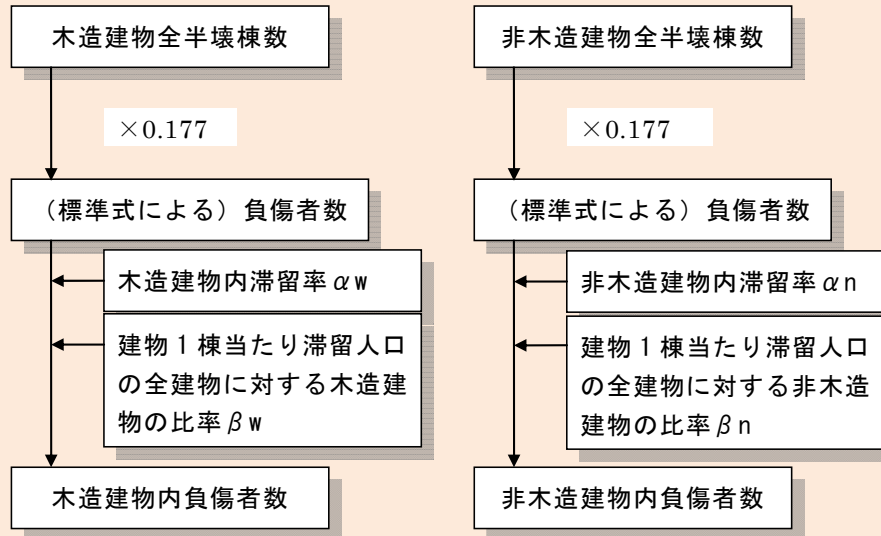 木造建物全半壊棟数
×0.177
(標準式による)負傷者数
木造建物内滞留率αw
建物1棟当たり滞留人口
の全建物に対する木造建
物の比率βw
木造建物内負傷者数
非木造建物全半壊棟数
×0.177
(標準式による)負傷者数
非木造建物内滞留率αn
建物1棟当たり滞留人口
の全建物に対する非木造
建物の比率βn
非木造建物内負傷者数